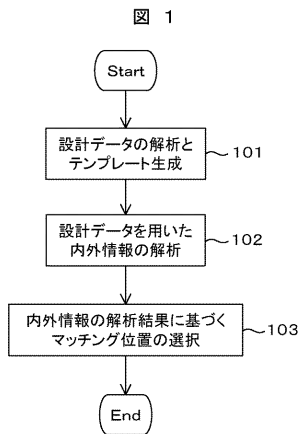 図 1
Start
設計データの解析と
テンプレート生成
101
設計データを用いた
内外情報の解析
102
内外情報の解析結果に基づく
マッチング位置の選択
103
End